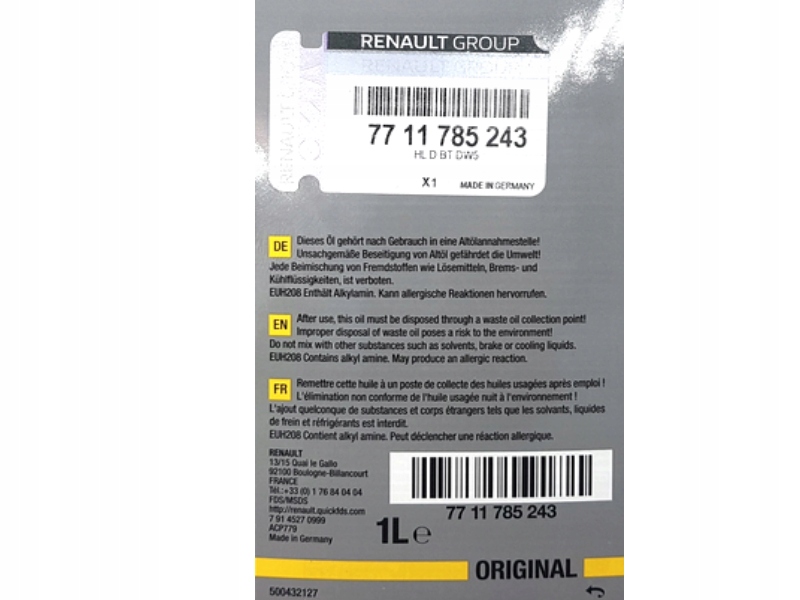 RENAULT GROUP
77 11 785 243
HL D BT DW5
X1 MADE IN GERMANY
DE Dieses Öl gehört nach Gebrauch in eine Altölannahmestelle!
Unsachgemäße Beseitigung von Altöl gefährdet die Umwelt!
Jede Beimischung von Fremdstoffen wie Lösemitteln, Brems- und
Kühlflüssigkeiten, ist verboten.
EUH208 Enthält Alkylamin. Kann allergische Reaktionen hervorrufen.
EN After use, this oil must be disposed through a waste oil collection point!
Improper disposal of waste oil poses a risk to the environment!
Do not mix with other substances such as solvents, brake or cooling liquids.
EUH208 Contains alkyl amine. May produce an allergic reaction.
FR Remettre cette huile à un poste de collecte des huiles usagées après emploi !
L'élimination non conforme de l'huile usagée nuit à l'environnement !
L'ajout quelconque de substances et corps étrangers tels que les solvants, liquides
de frein et réfrigérants est interdit.
EUH208 Contient alkyl amine. Peut déclencher une réaction allergique.
RENAULT
13/15 Quai le Gallo
92100 Boulogne-Billancourt
FRANCE
Tél.:+33 (0) 1 76 84 04 04
FDS/MSDS
http://renault.quickfds.com
7 91 4527 0999
ACP779
Made in Germany
77 11 785 243
1L e
ORIGINAL
500432127